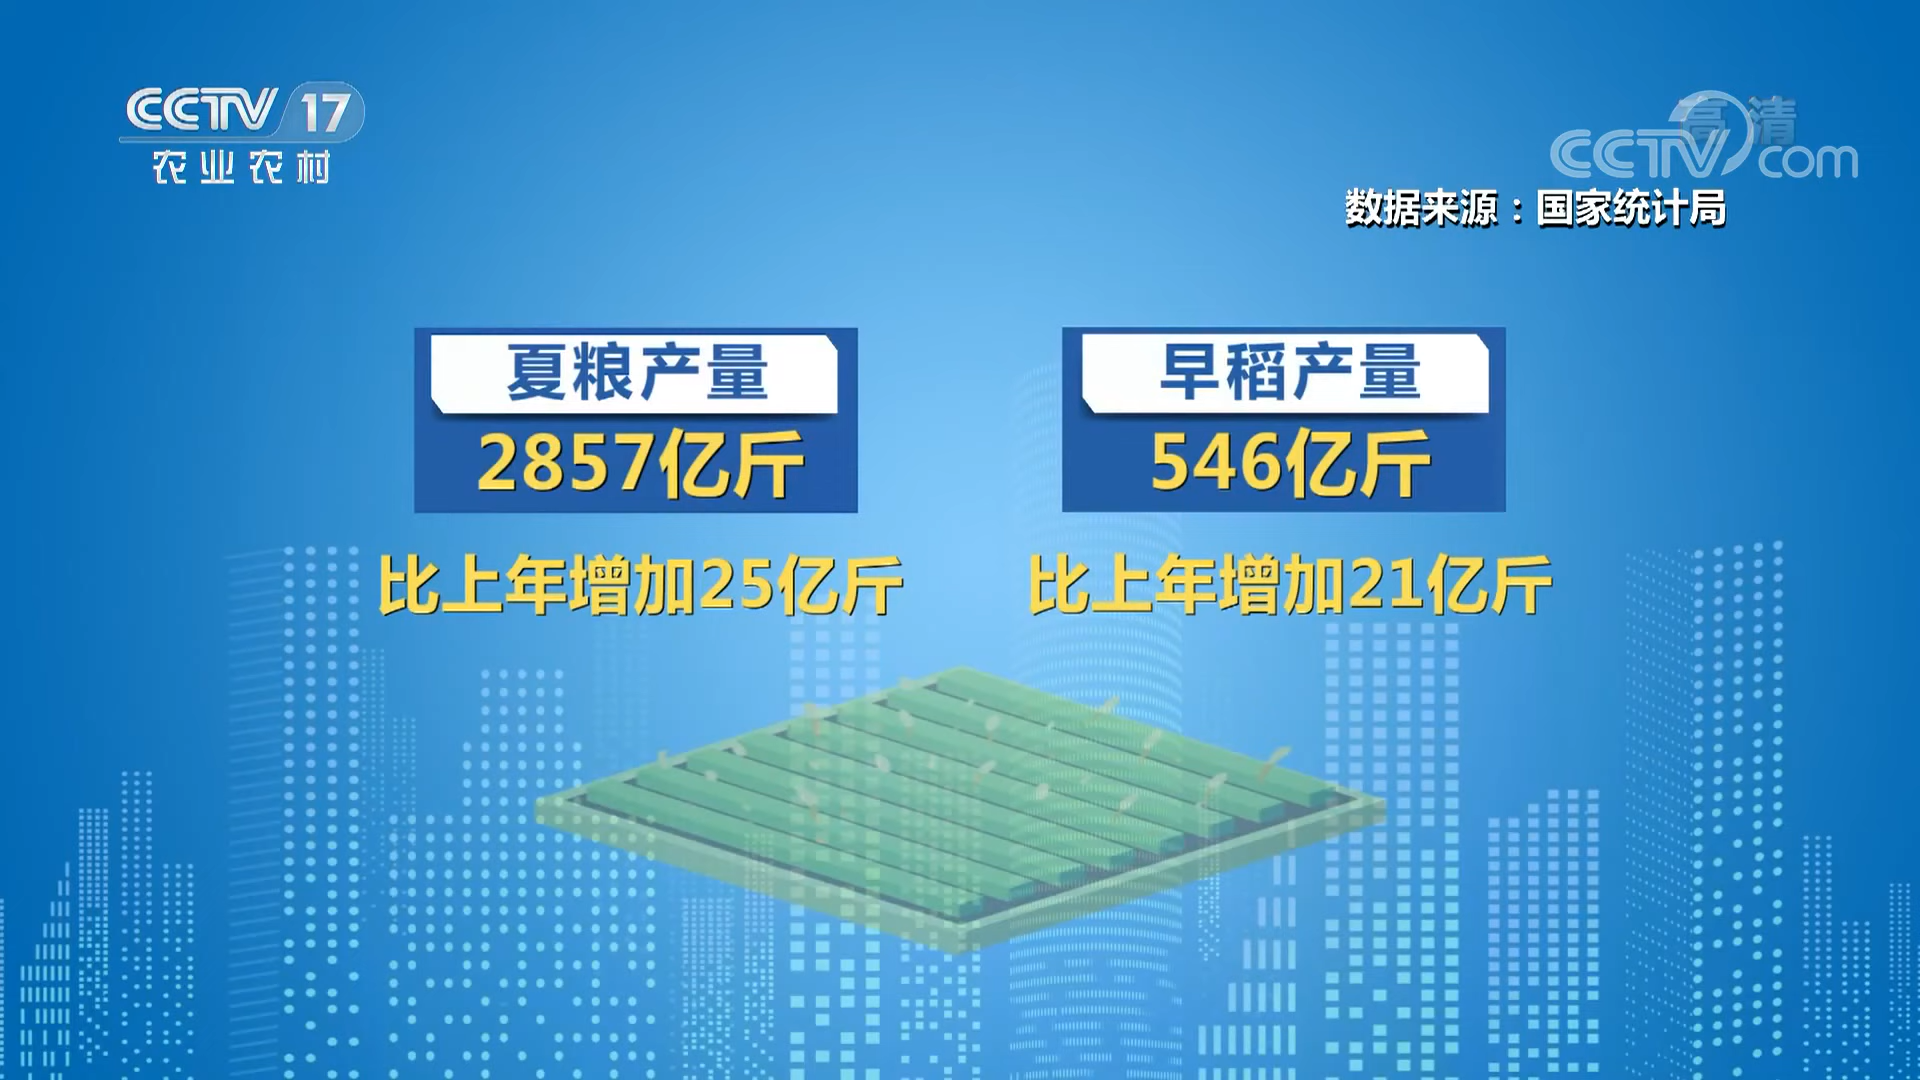 CCTV 17
农业农村
高清
CCTV com
数据来源：国家统计局
夏粮产量
2857亿斤
比上年增加25亿斤
早稻产量
546亿斤
比上年增加21亿斤